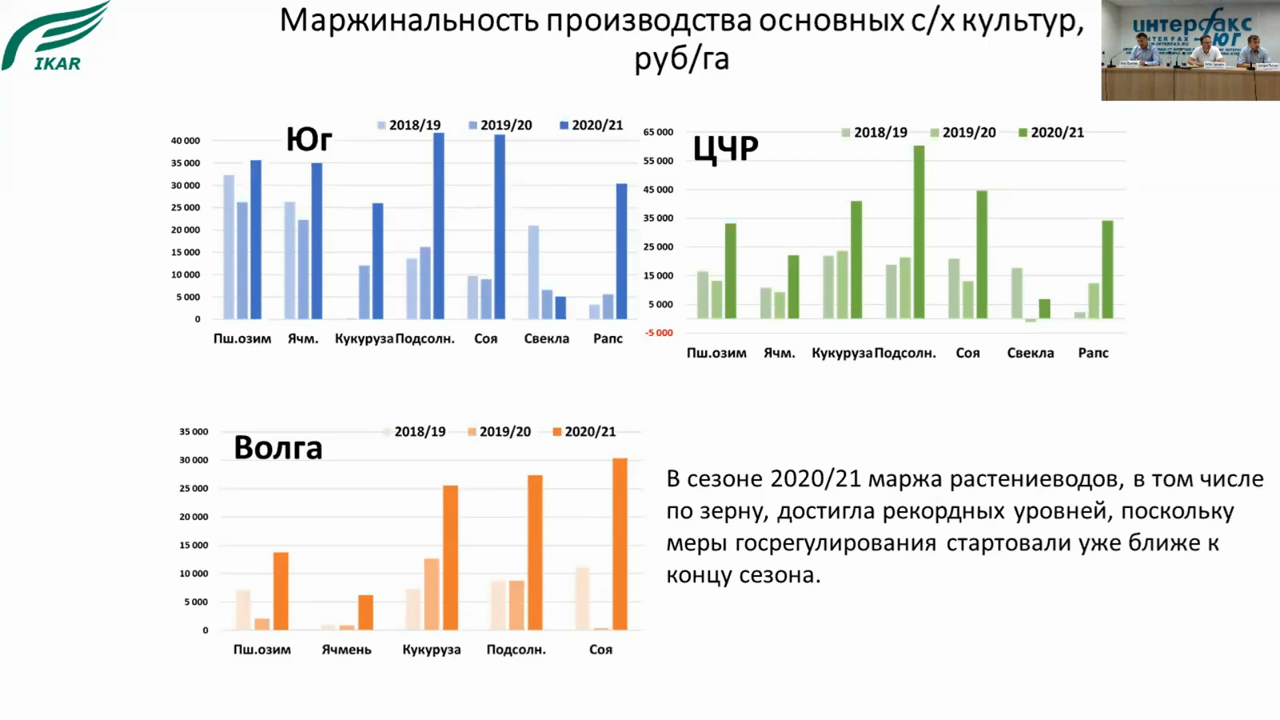 IKAR
Маржинальность производства основных с/х культур,
руб/га
интерфакс
INTERFAX
ЮГ
Юг
2018/19 2019/20 2020/21
40 000
35 000
30 000
25 000
20 000
15 000
10 000
5 000
0
Пш.озим Ячм. Кукуруза Подсолн. Соя Свекла Рапс
ЦЧР
2018/19 2019/20 2020/21
65 000
55 000
45 000
35 000
25 000
15 000
5 000
-5 000
Пш.озим Ячм. Кукуруза Подсолн. Соя Свекла Рапс
Волга
2018/19 2019/20 2020/21
35 000
30 000
25 000
20 000
15 000
10 000
5 000
0
Пш.озим Ячмень Кукуруза Подсолн. Соя
В сезоне 2020/21 маржа растениеводов, в том числе
по зерну, достигла рекордных уровней, поскольку
меры госрегулирования стартовали уже ближе к
концу сезона.